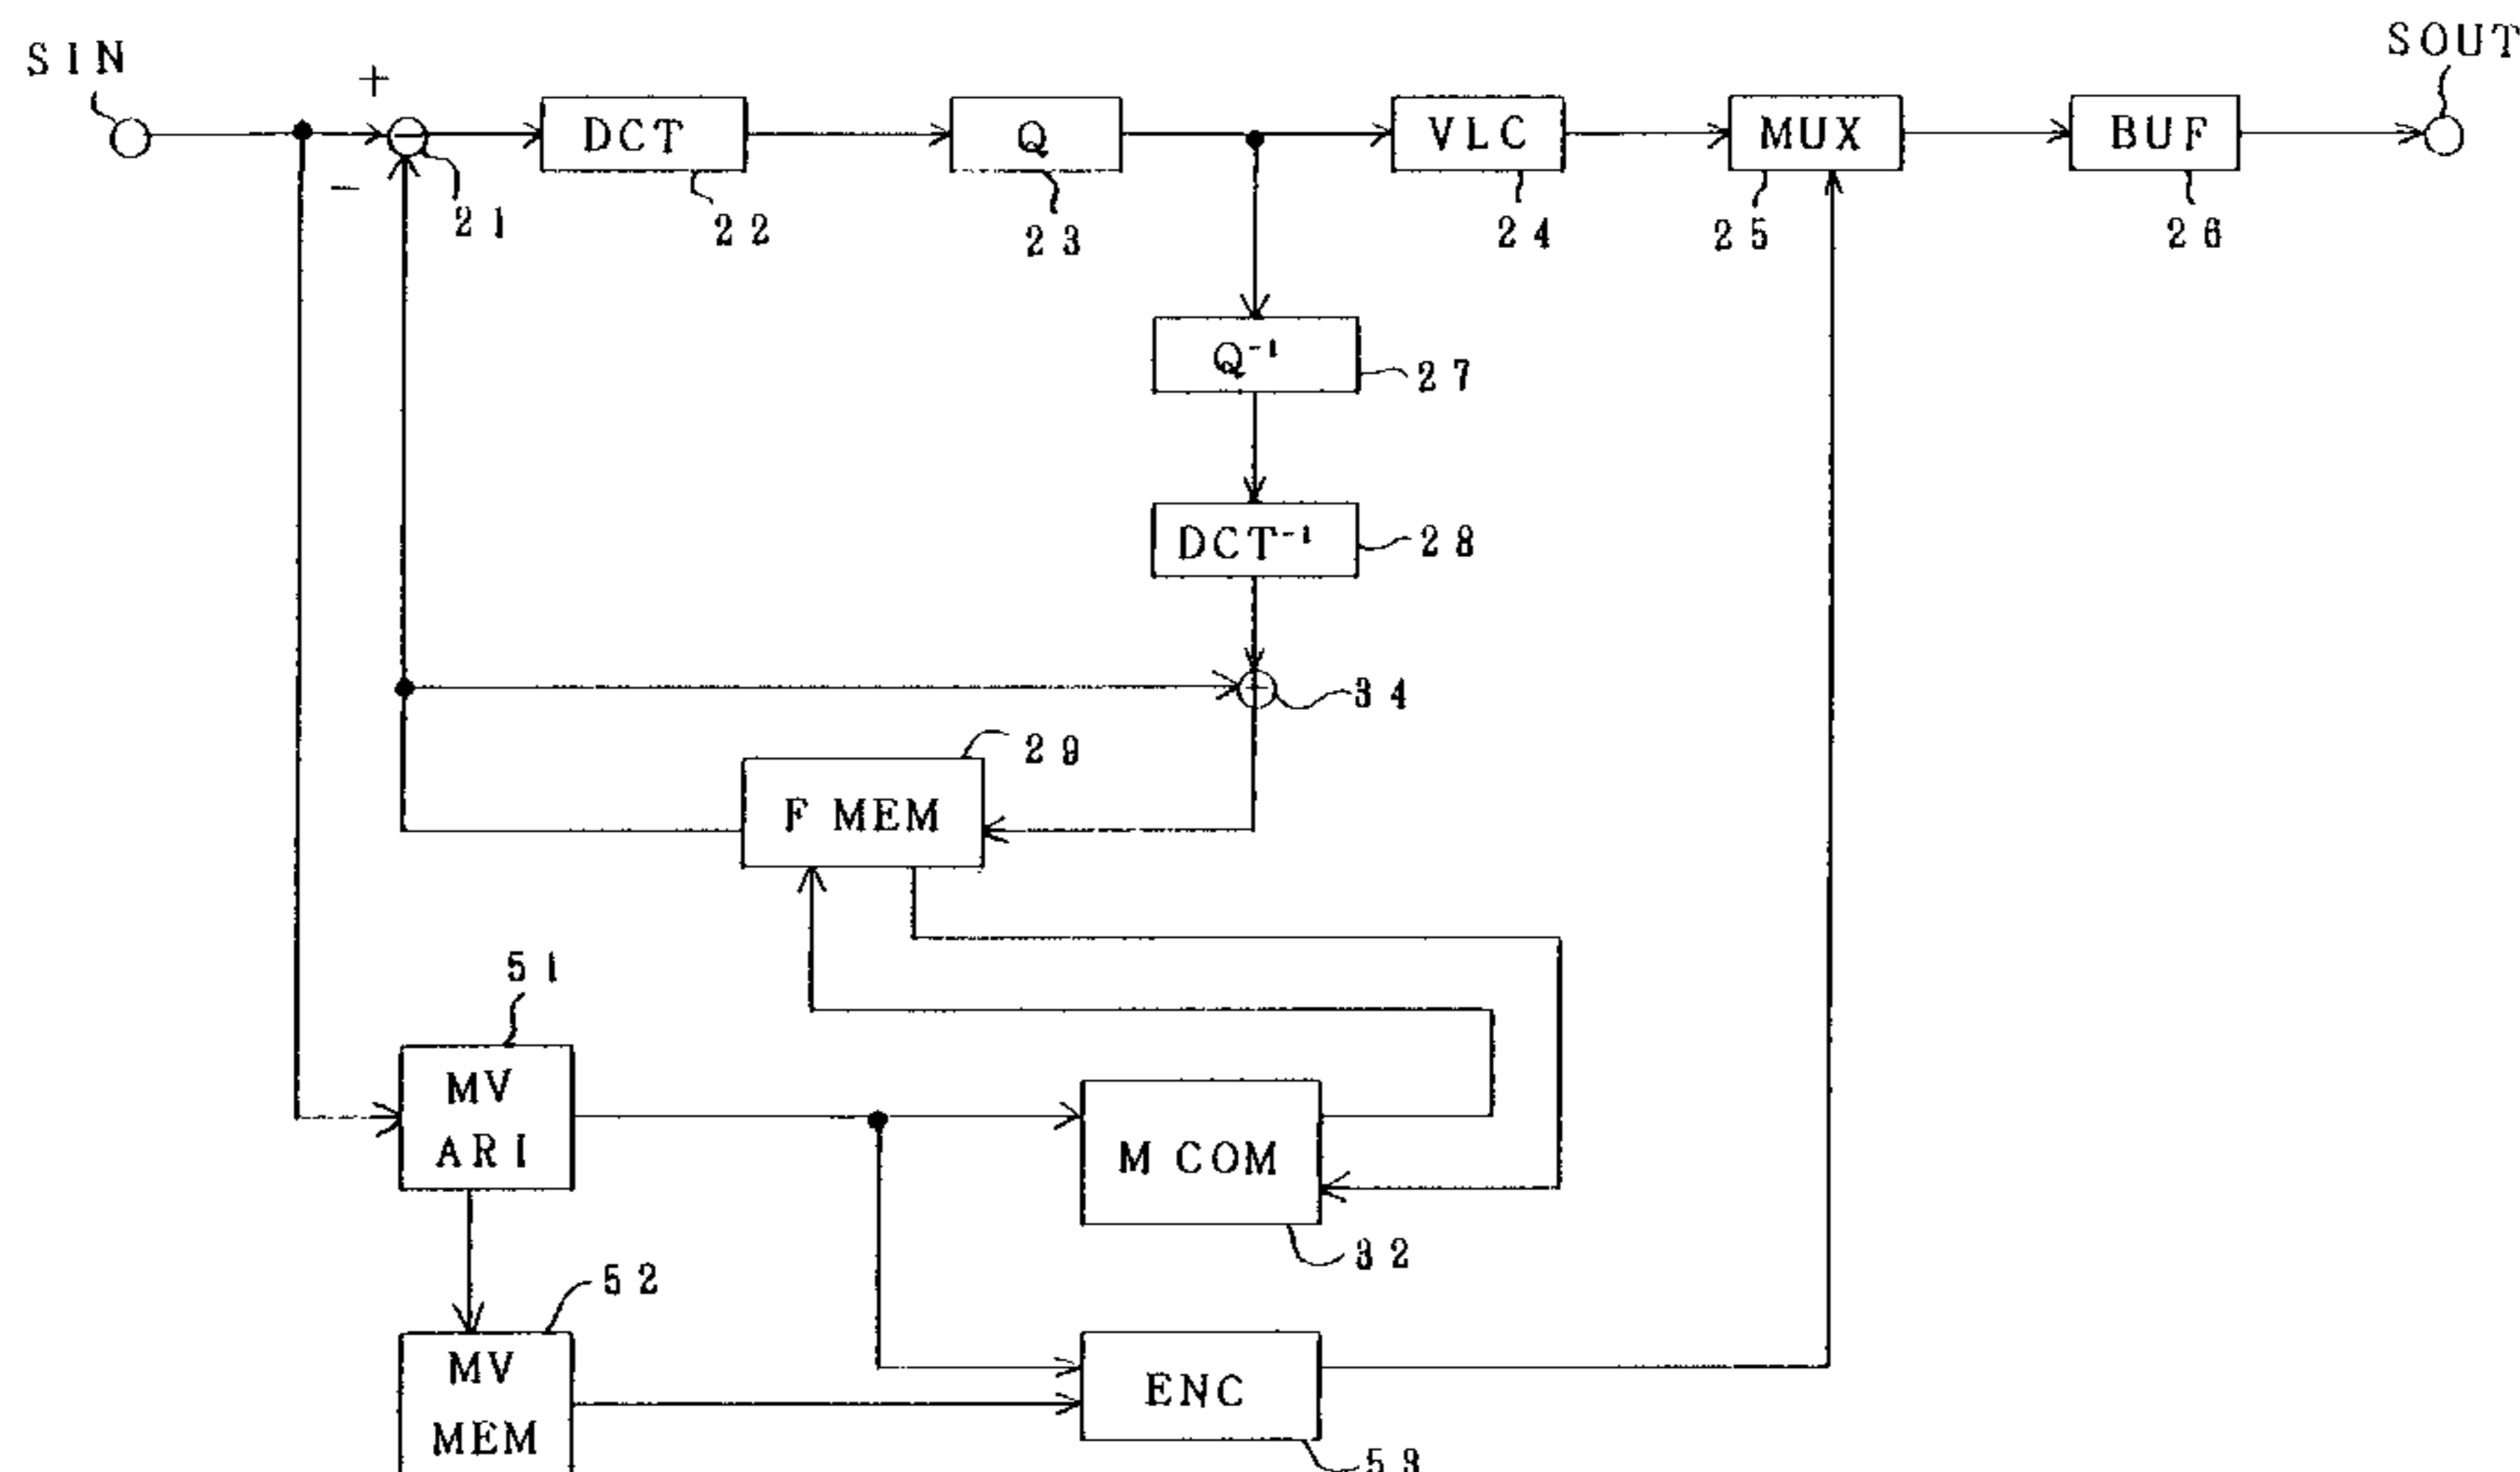 SIN
SOUT
+
−
DCT
Q
VLC
MUX
BUF
21
22
23
24
25
26
Q⁻¹
27
DCT⁻¹
28
+
34
29
F MEM
51
MV
ARI
M COM
32
52
MV
MEM
ENC
53